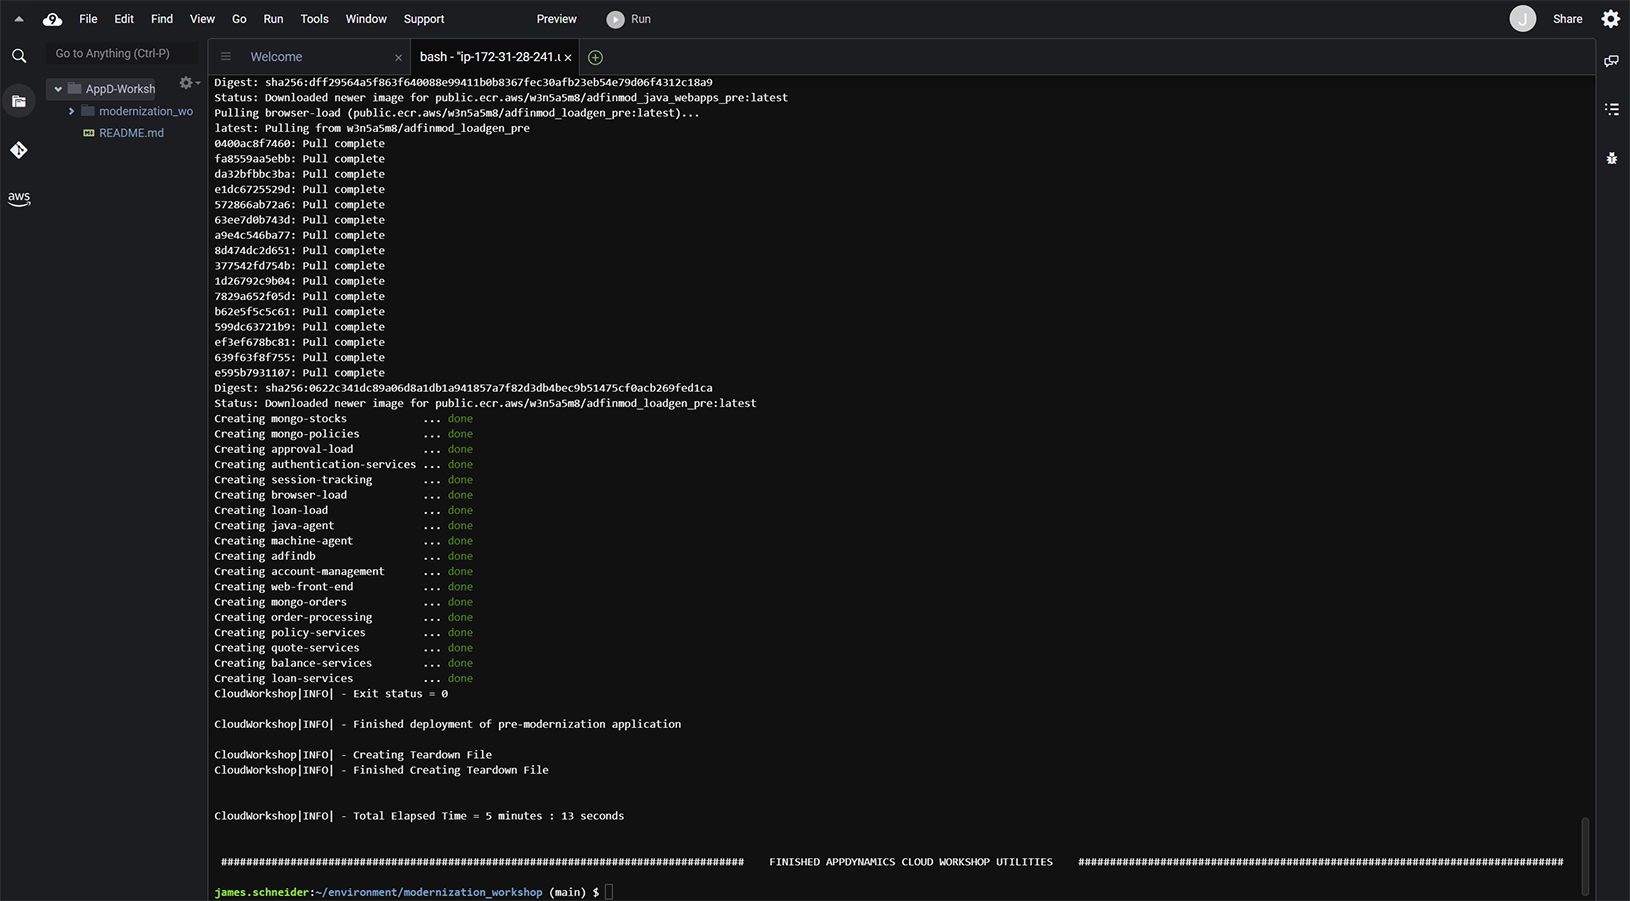 File Edit Find View Go Run Tools Window Support Preview Run J Share
Go to Anything (Ctrl-P)
Welcome
bash - "ip-172-31-28-241.
AppD-Worksh
modernization_wo
README.md
aws
Digest: sha256:dff29564a5f863f640088e99411b0b8367fec30afb23eb54e79d06f4312c18a9
Status: Downloaded newer image for public.ecr.aws/w3n5a5m8/adfinmod_java_webapps_pre:latest
Pulling browser-load (public.ecr.aws/w3n5a5m8/adfinmod_loadgen_pre:latest)...
latest: Pulling from w3n5a5m8/adfinmod_loadgen_pre
0400ac8f7460: Pull complete
fa8559aa5ebb: Pull complete
da32bfbbc3ba: Pull complete
e1dc6725529d: Pull complete
572866ab72a6: Pull complete
63ee7d0b743d: Pull complete
a9e4c546ba77: Pull complete
8d474dc2d651: Pull complete
377542fd754b: Pull complete
1d26792c9b04: Pull complete
7829a652f05d: Pull complete
b62e5f5c5c61: Pull complete
599dc63721b9: Pull complete
ef3ef678bc81: Pull complete
639f63f8f755: Pull complete
e595b7931107: Pull complete
Digest: sha256:0622c341dc89a06d8a1db1a941857a7f82d3db4bec9b51475cf0acb269fed1ca
Status: Downloaded newer image for public.ecr.aws/w3n5a5m8/adfinmod_loadgen_pre:latest
Creating mongo-stocks ... done
Creating mongo-policies ... done
Creating approval-load ... done
Creating authentication-services ... done
Creating session-tracking ... done
Creating browser-load ... done
Creating loan-load ... done
Creating java-agent ... done
Creating machine-agent ... done
Creating adfindb ... done
Creating account-management ... done
Creating web-front-end ... done
Creating mongo-orders ... done
Creating order-processing ... done
Creating policy-services ... done
Creating quote-services ... done
Creating balance-services ... done
Creating loan-services ... done
CloudWorkshop|INFO| - Exit status = 0
CloudWorkshop|INFO| - Finished deployment of pre-modernization application
CloudWorkshop|INFO| - Creating Teardown File
CloudWorkshop|INFO| - Finished Creating Teardown File
CloudWorkshop|INFO| - Total Elapsed Time = 5 minutes : 13 seconds
################################################################################### FINISHED APPDYNAMICS CLOUD WORKSHOP UTILITIES #############################################################################
james.schneider:~/environment/modernization_workshop (main) $